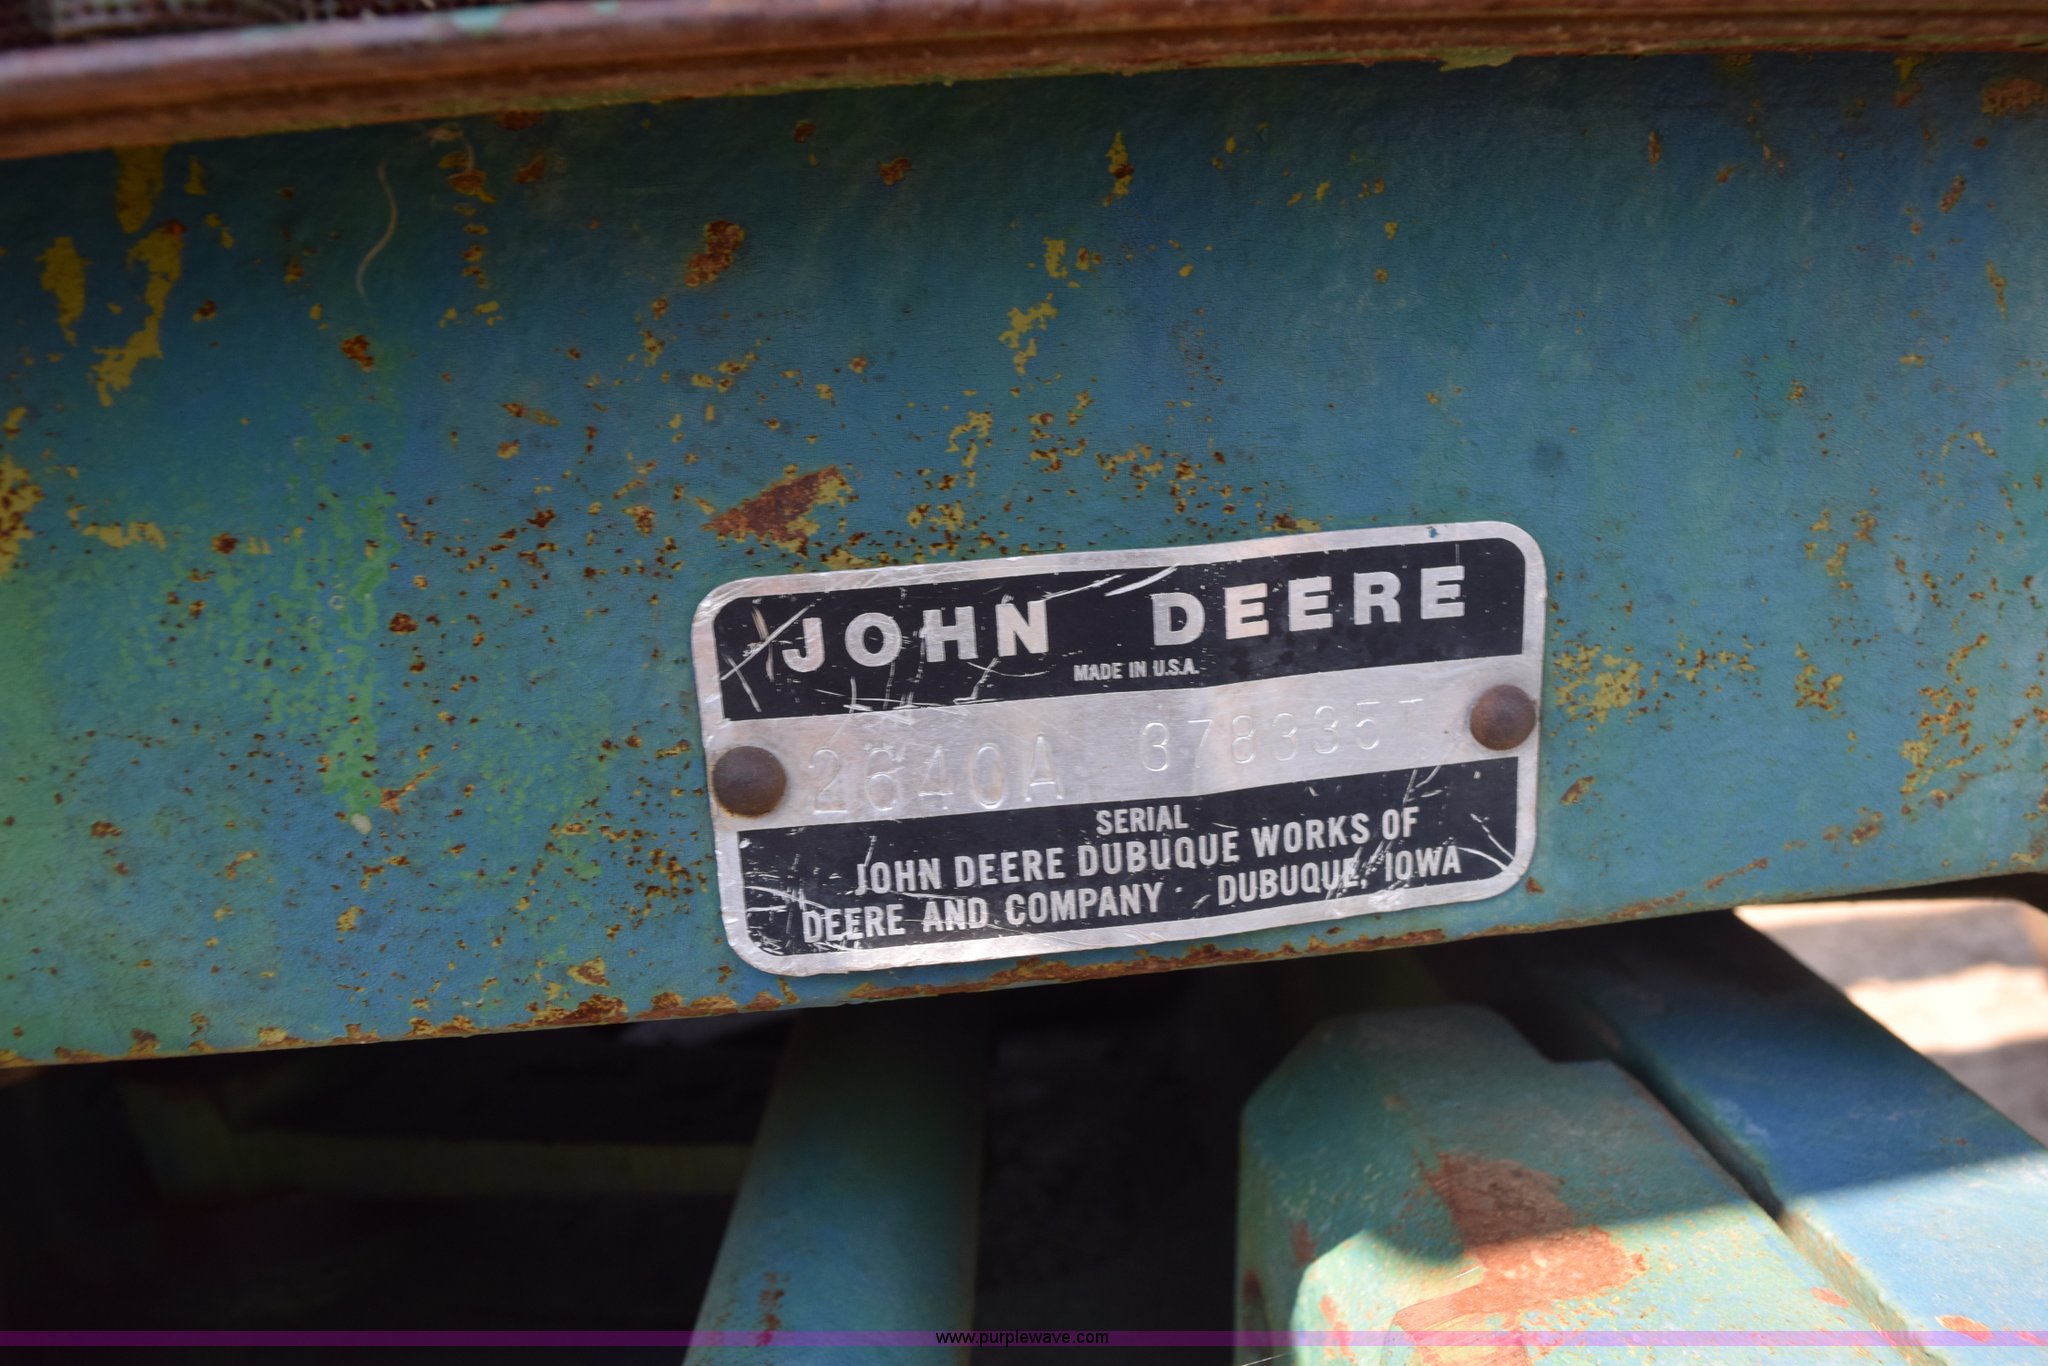 JOHN DEERE
MADE IN U.S.A.
2640A 378335T
SERIAL
JOHN DEERE DUBUQUE WORKS OF
DEERE AND COMPANY · DUBUQUE, IOWA
www.purplewave.com